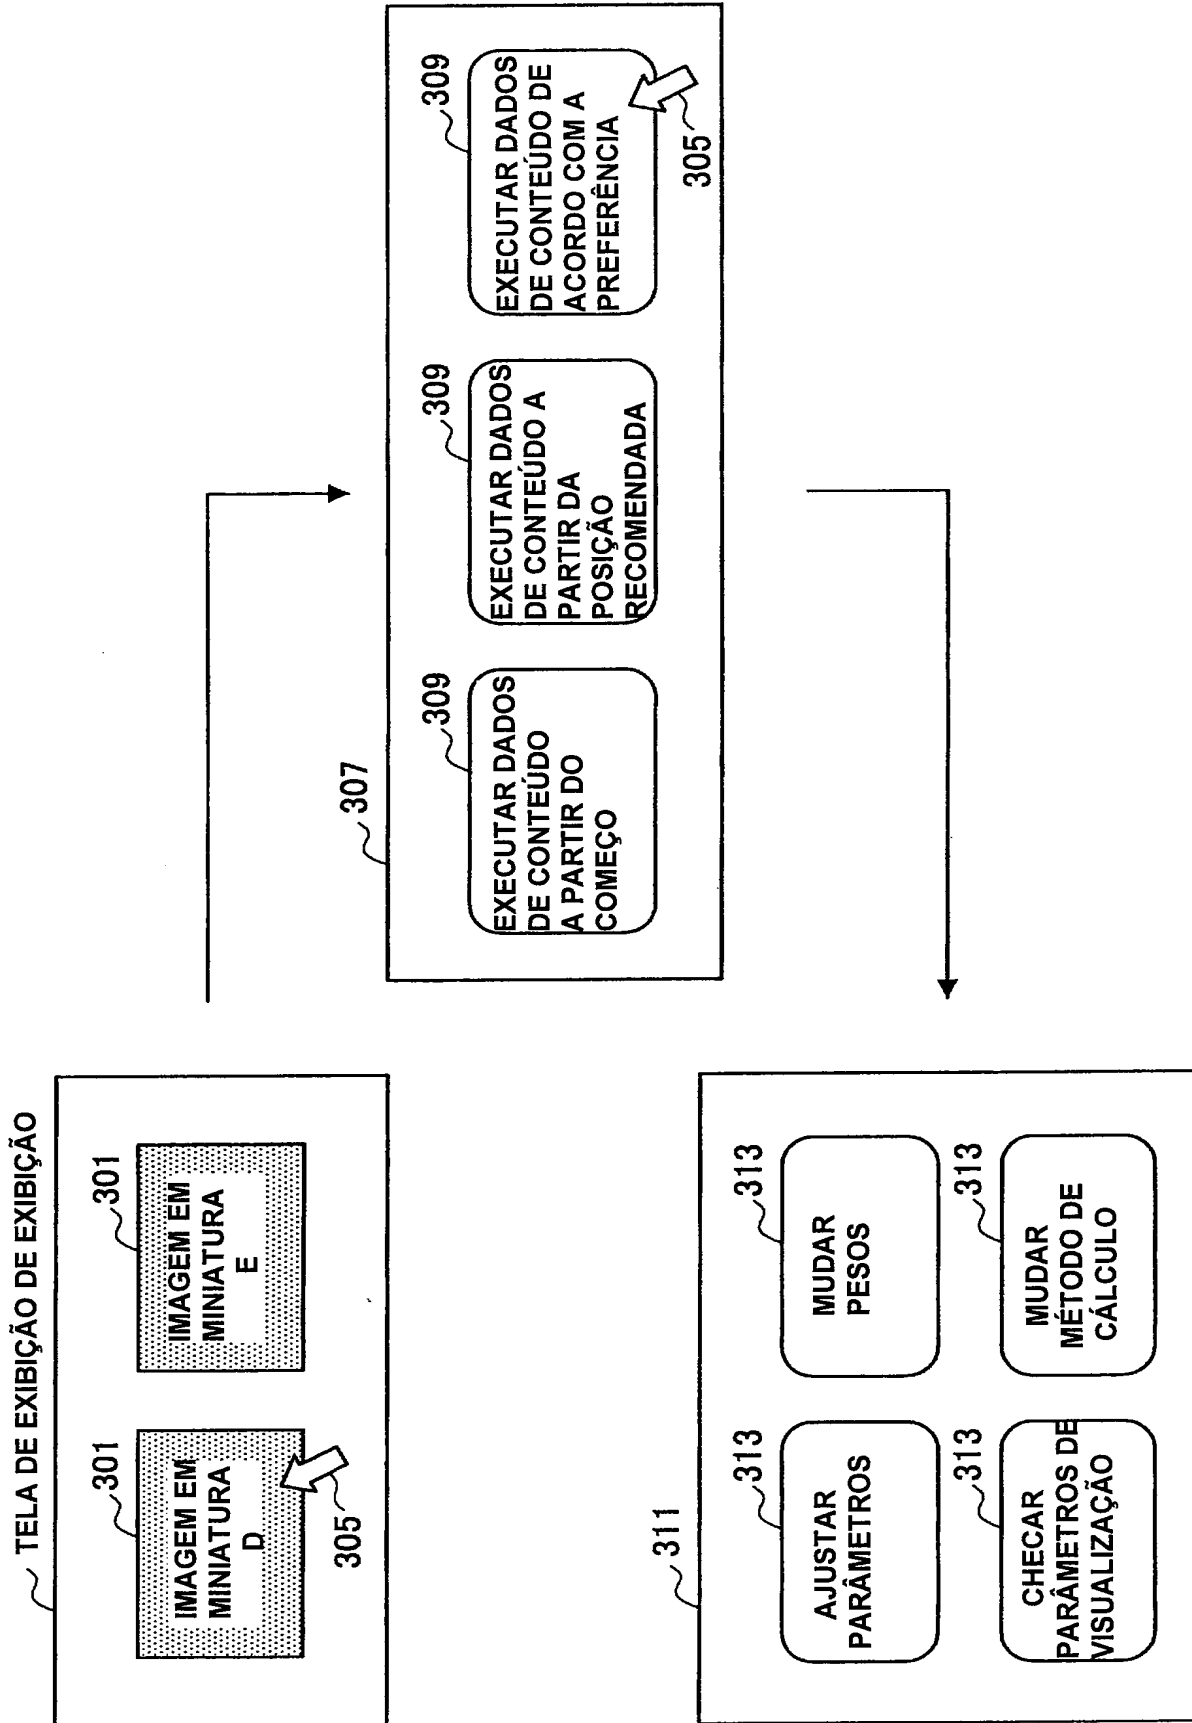 TELA DE EXIBIÇÃO DE EXIBIÇÃO
301
IMAGEM EM
MINIATURA
D
305
301
IMAGEM EM
MINIATURA
E
307
309
EXECUTAR DADOS
DE CONTEÚDO
A PARTIR DO
COMEÇO
309
EXECUTAR DADOS
DE CONTEÚDO A
PARTIR DA
POSIÇÃO
RECOMENDADA
309
EXECUTAR DADOS
DE CONTEÚDO DE
ACORDO COM A
PREFERÊNCIA
305
311
313
AJUSTAR
PARÂMETROS
313
MUDAR
PESOS
313
CHECAR
PARÂMETROS DE
VISUALIZAÇÃO
313
MUDAR
MÉTODO DE
CÁLCULO